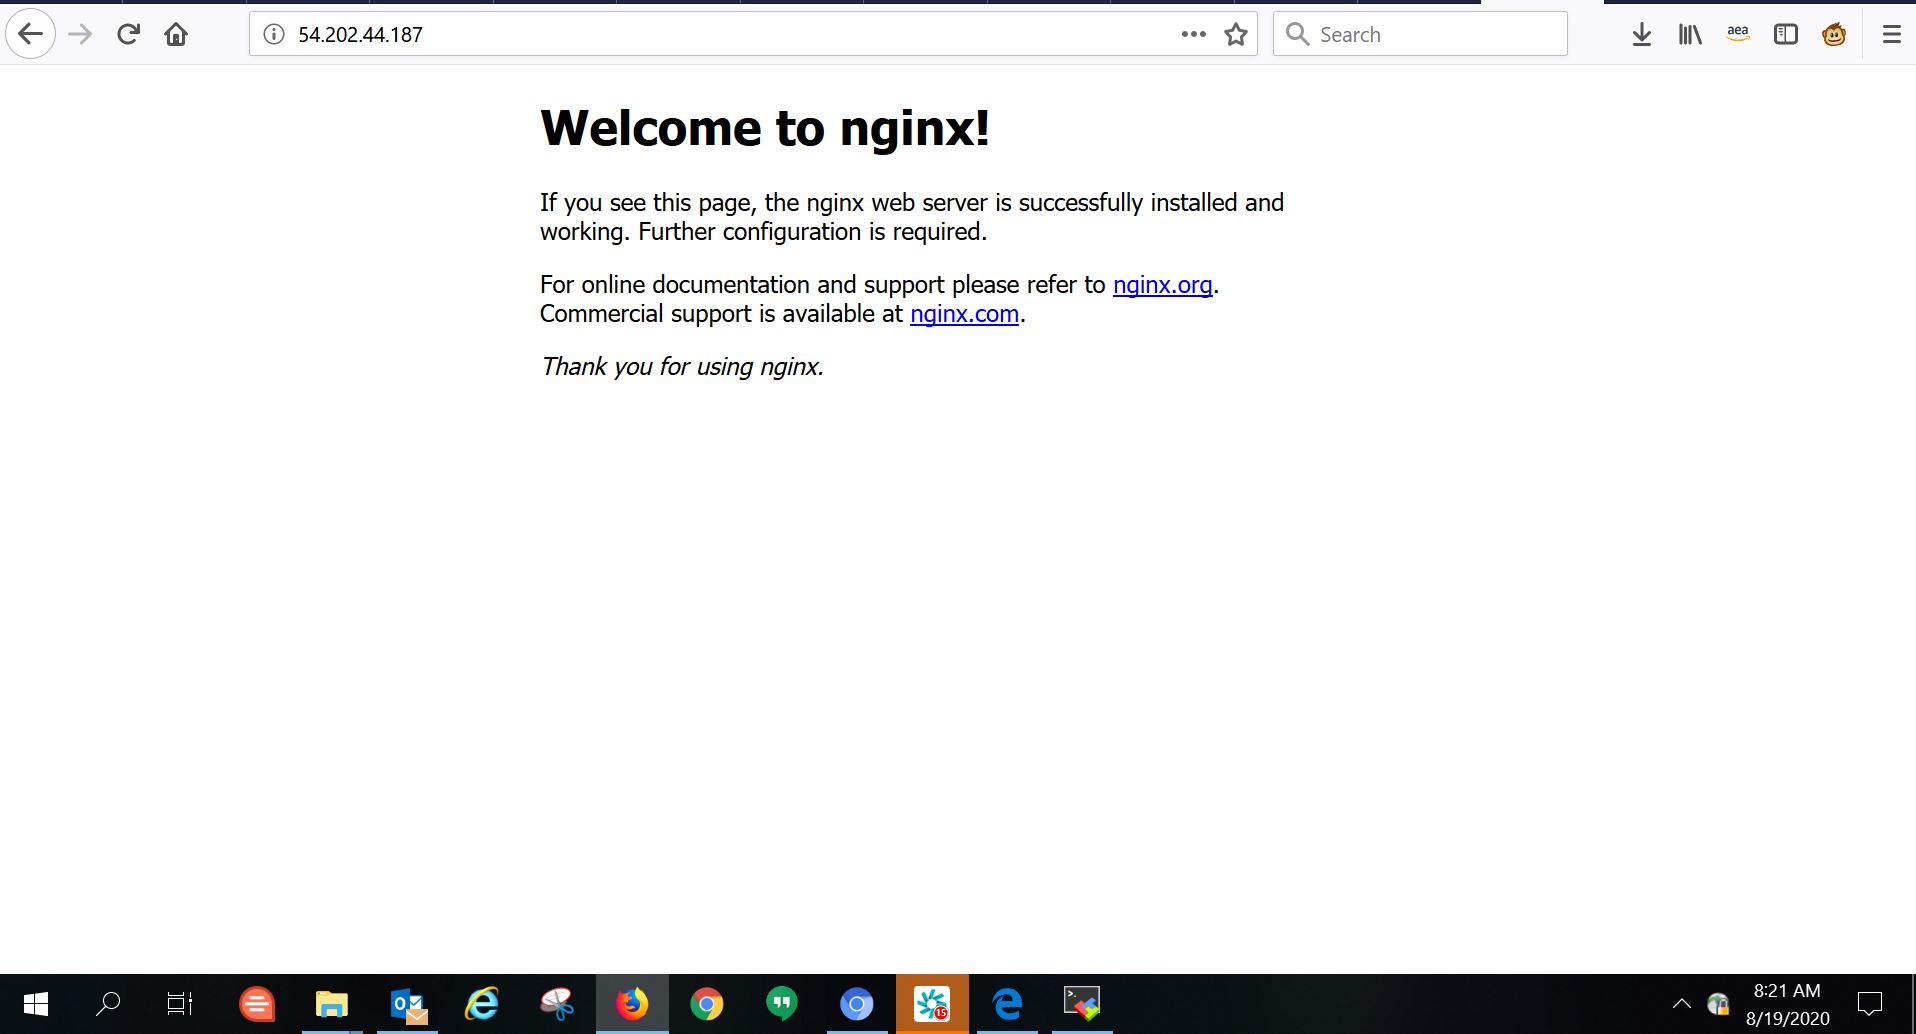 54.202.44.187
Search
aea
Welcome to nginx!
If you see this page, the nginx web server is successfully installed and
working. Further configuration is required.
For online documentation and support please refer to nginx.org.
Commercial support is available at nginx.com.
Thank you for using nginx.
15
8:21 AM
8/19/2020